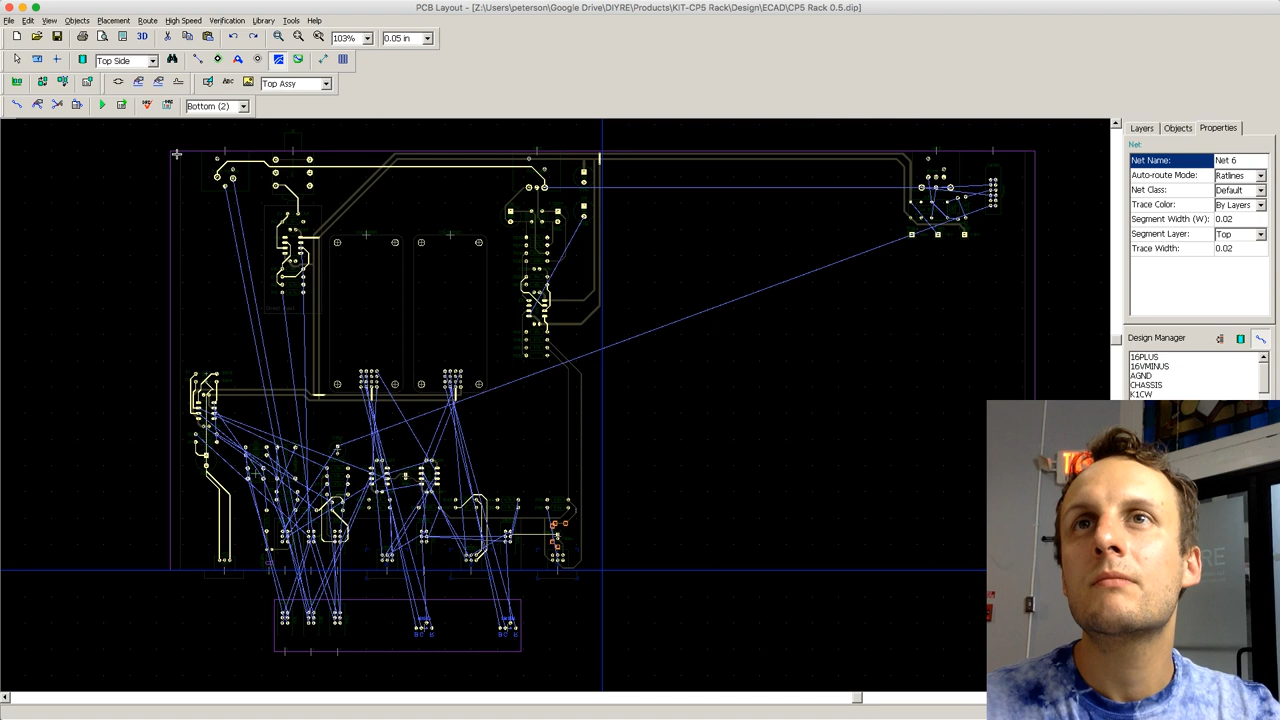 PCB Layout - [Z:\Users\peterson\Google Drive\DIYRE\Products\KIT-CP5 Rack\Design\ECAD\CP5 Rack 0.5.dip]
File Edit View Objects Placement Route High Speed Verification Library Tools Help
3D 103% 0.05 in
Top Side
Abc Top Assy
Bottom (2)
Layers Objects Properties
Net:
Net Name: Net 6
Auto-route Mode: Ratlines
Net Class: Default
Trace Color: By Layers
Segment Width (W): 0.02
Segment Layer: Top
Trace Width: 0.02
Design Manager
16PLUS
16VMINUS
AGND
CHASSIS
K1CW